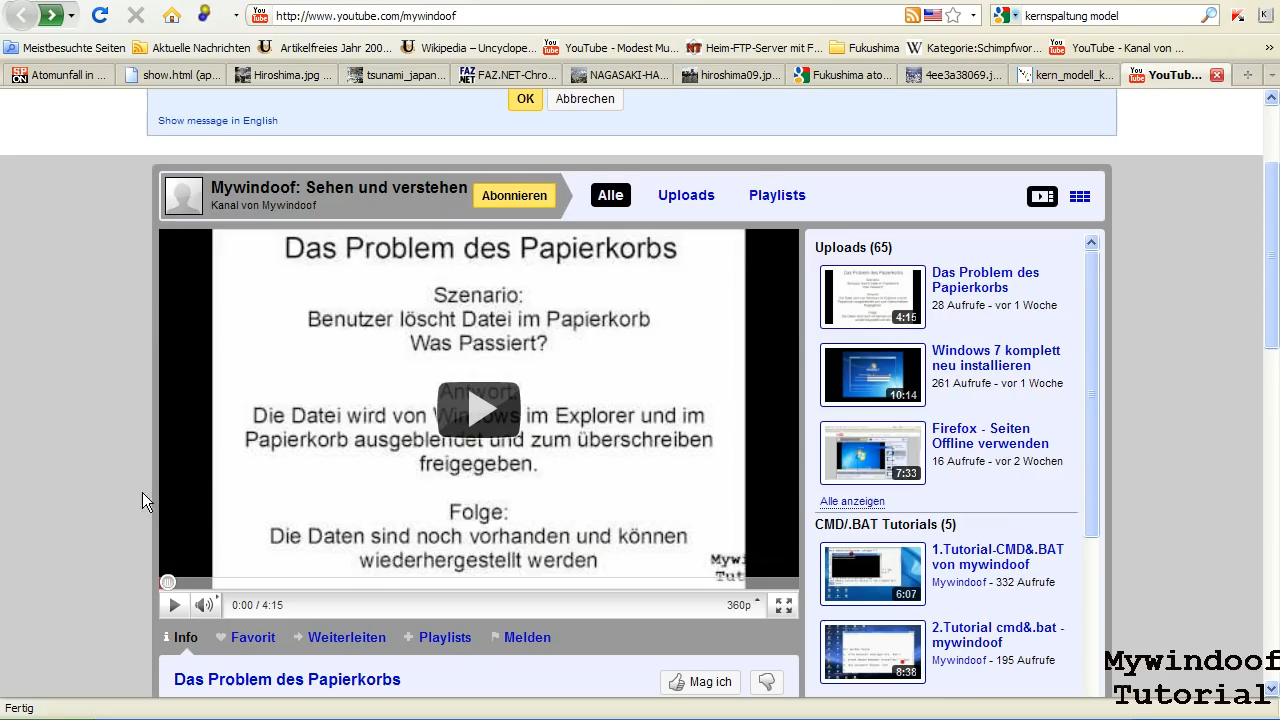 http://www.youtube.com/mywindoof
kernspaltung model
Meistbesuchte Seiten
Aktuelle Nachrichten
Artikelfreies Jahr 200...
Wikipedia – Uncyclope...
YouTube - Modest Mu...
Heim-FTP-Server mit F...
Fukushima
Kategorie:Schimpfwor...
YouTube - Kanal von ...
»
Atomunfall in ...
show.html (ap...
Hiroshima.jpg ...
tsunami_japan...
FAZ.NET-Chro...
NAGASAKI-HA...
hiroshima09.jp...
Fukushima ato...
4ee3a38069.j...
kern_modell_k...
YouTub...
OK
Abbrechen
Show message in English
Mywindoof: Sehen und verstehen
Kanal von Mywindoof
Abonnieren
Alle
Uploads
Playlists
Das Problem des Papierkorbs
Szenario:
Benutzer löscht Datei im Papierkorb
Was Passiert?
Antwort:
Die Datei wird von Windows im Explorer und im
Papierkorb ausgeblendet und zum überschreiben
freigegeben.
Folge:
Die Daten sind noch vorhanden und können
wiederhergestellt werden
Mywi
Tut
0:00 / 4:15
360p
Info
Favorit
Weiterleiten
Playlists
Melden
Das Problem des Papierkorbs
Mag ich
Uploads (65)
4:15
Das Problem des
Papierkorbs
28 Aufrufe - vor 1 Woche
10:14
Windows 7 komplett
neu installieren
261 Aufrufe - vor 1 Woche
7:33
Firefox - Seiten
Offline verwenden
16 Aufrufe - vor 2 Wochen
Alle anzeigen
CMD/.BAT Tutorials (5)
6:07
1.Tutorial-CMD&.BAT
von mywindoof
Mywindoof - 332 Aufrufe
8:38
2.Tutorial cmd&.bat -
mywindoof
Mywindoof - 195 Aufrufe
Mywindoof
Tutorial
Fertig